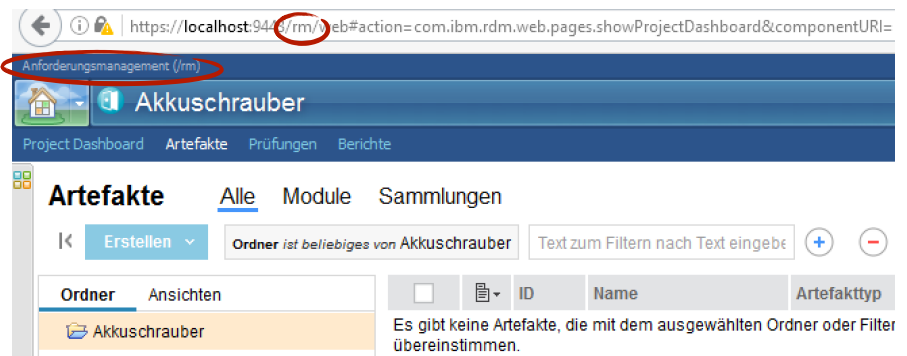 https://localhost:9443/rm/web#action=com.ibm.rdm.web.pages.showProjectDashboard&componentURI=
Anforderungsmanagement (/rm)
Akkuschrauber
Project Dashboard Artefakte Prüfungen Berichte
Artefakte Alle Module Sammlungen
Erstellen Ordner ist beliebiges von Akkuschrauber Text zum Filtern nach Text eingebe
Ordner Ansichten ID Name Artefakttyp
Akkuschrauber
Es gibt keine Artefakte, die mit dem ausgewählten Ordner oder Filter
übereinstimmen.